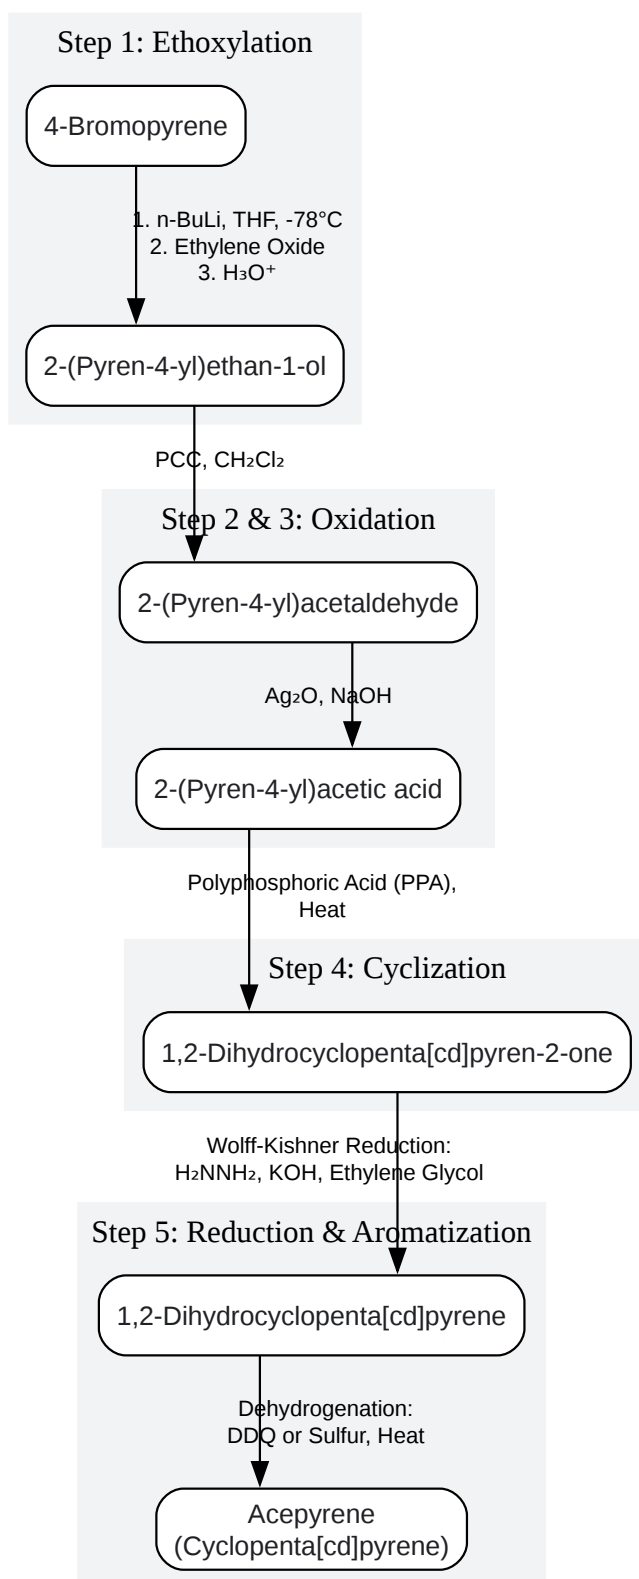 Step 1: Ethoxylation
4-Bromopyrene
1. n-BuLi, THF, -78°C
2. Ethylene Oxide
3. H₃O⁺
2-(Pyren-4-yl)ethan-1-ol
PCC, CH₂Cl₂
Step 2 & 3: Oxidation
2-(Pyren-4-yl)acetaldehyde
Ag₂O, NaOH
2-(Pyren-4-yl)acetic acid
Polyphosphoric Acid (PPA),
Heat
Step 4: Cyclization
1,2-Dihydrocyclopenta[cd]pyren-2-one
Wolff-Kishner Reduction:
H₂NNH₂, KOH, Ethylene Glycol
Step 5: Reduction & Aromatization
1,2-Dihydrocyclopenta[cd]pyrene
Dehydrogenation:
DDQ or Sulfur, Heat
Acepyrene
(Cyclopenta[cd]pyrene)